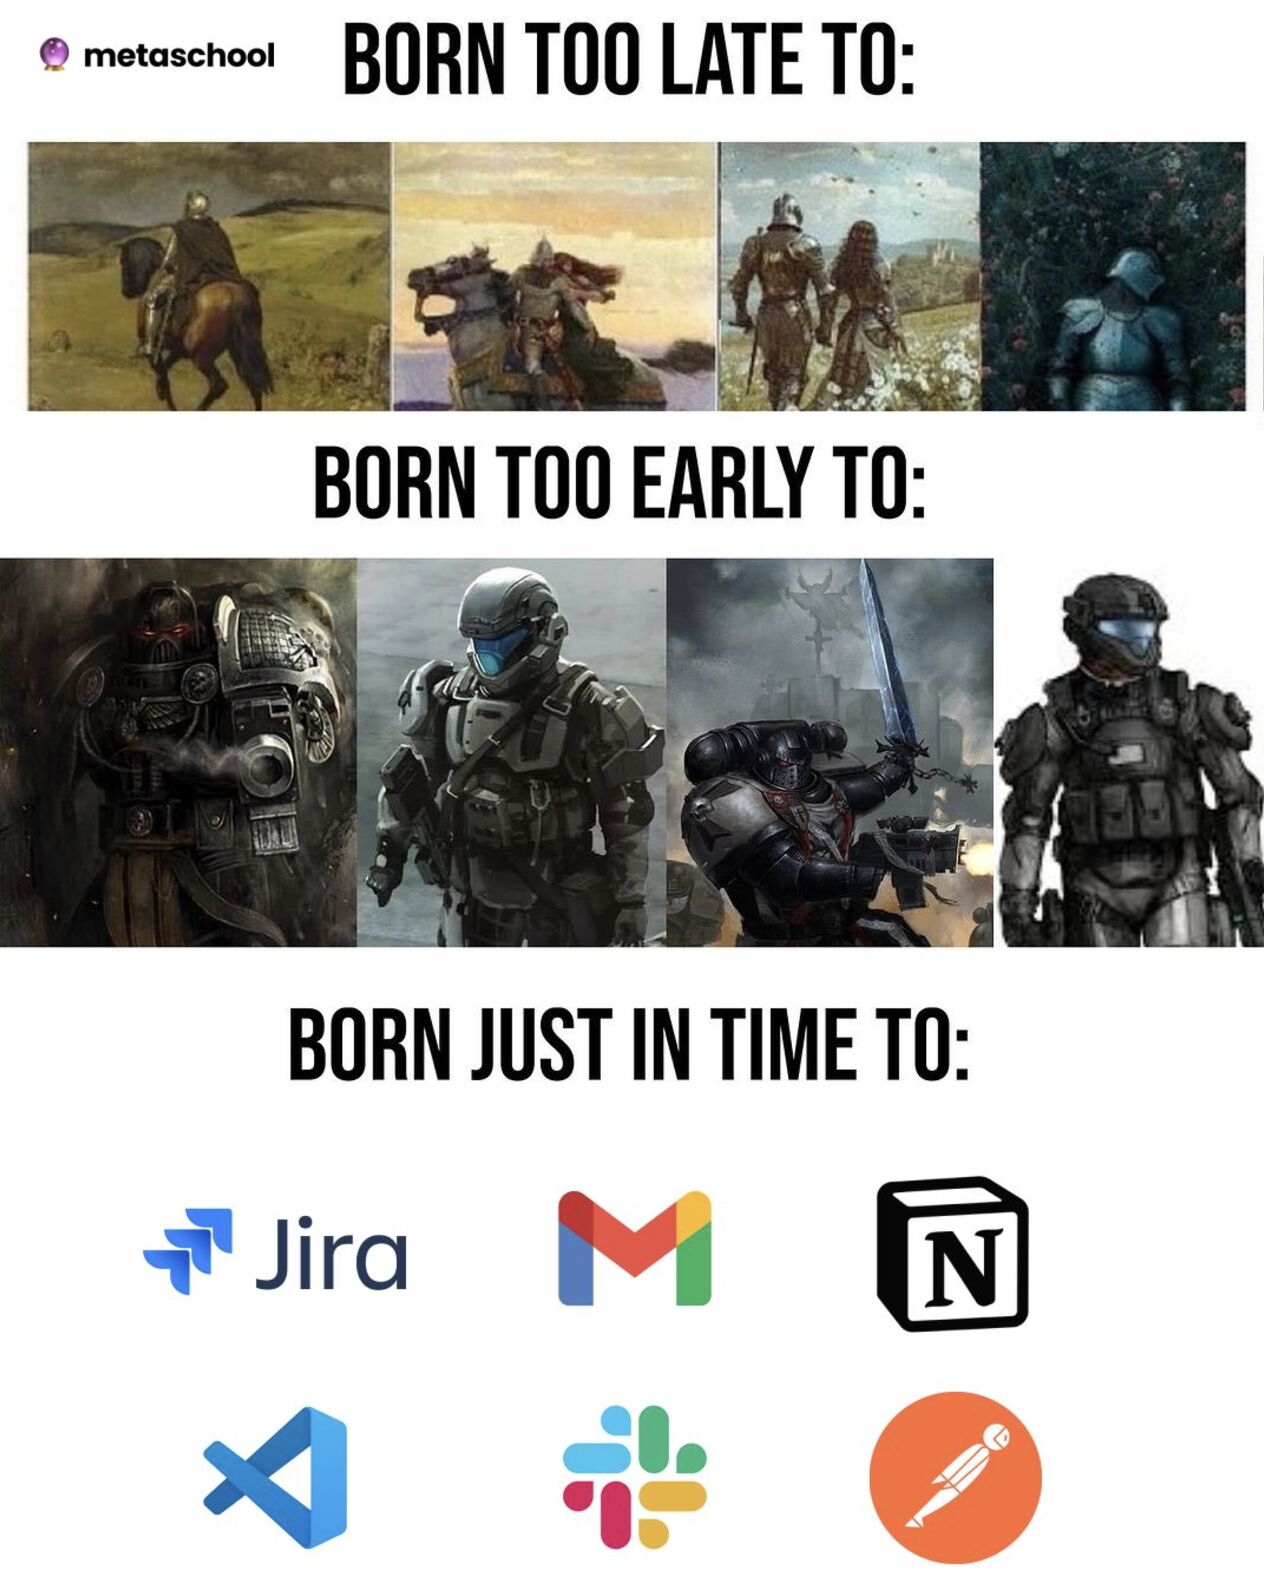 metaschool
BORN TOO LATE TO:
BORN TOO EARLY TO:
BORN JUST IN TIME TO:
Jira
N